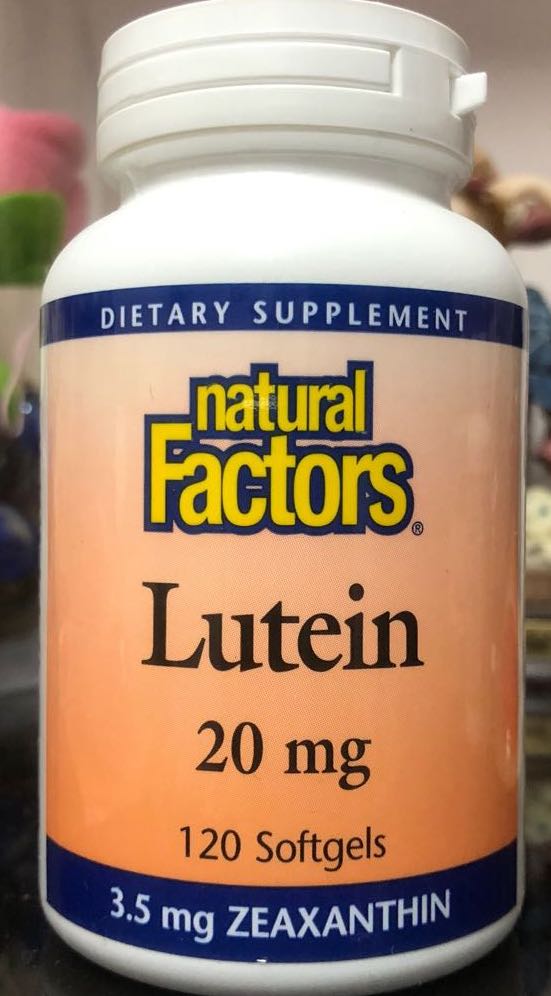 DIETARY SUPPLEMENT
natural
Factors®
Lutein
20 mg
120 Softgels
3.5 mg ZEAXANTHIN